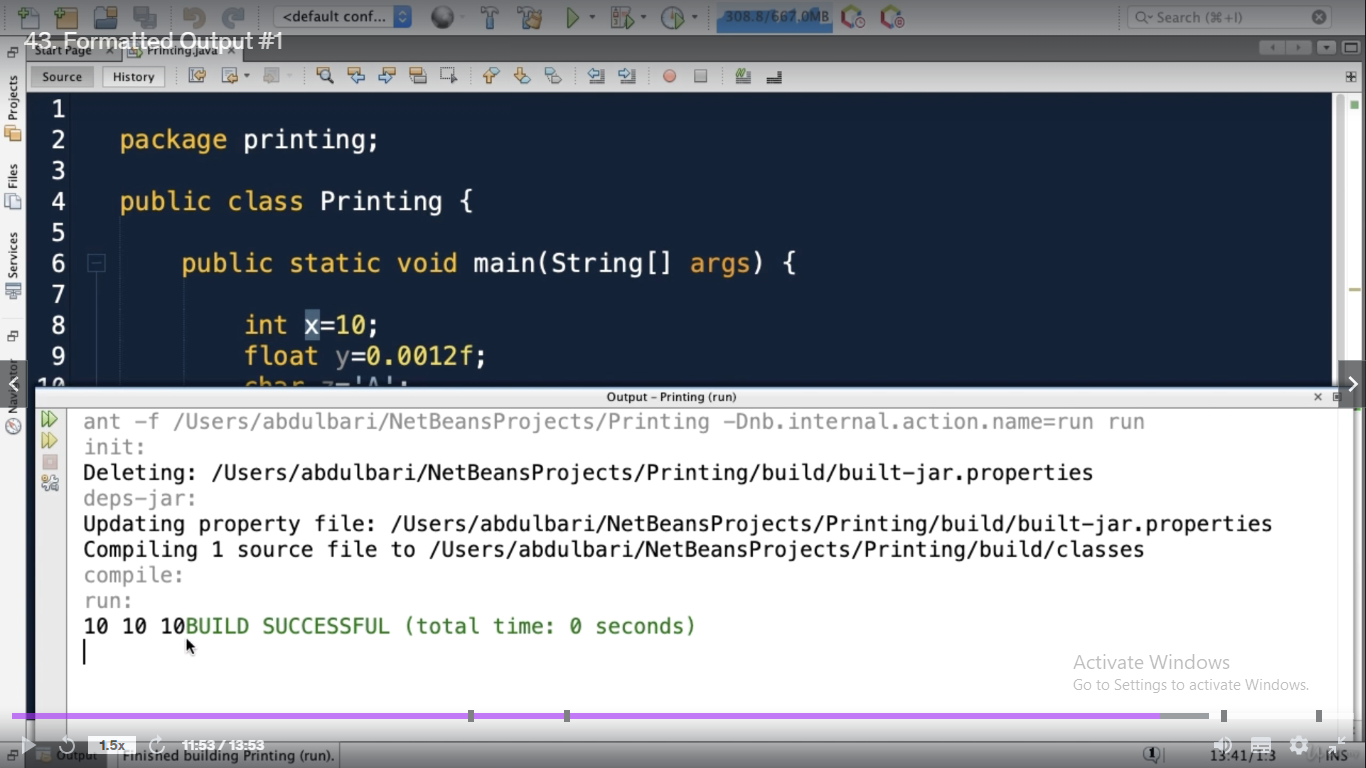 <default conf...
308.8/667.0MB
Search (⌘+I)
43. Formatted Output #1
Start Page
Printing.java
Source
History
Projects
Files
Services
Navigator
1
2 package printing;
3
4 public class Printing {
5
6 public static void main(String[] args) {
7
8 int x=10;
9 float y=0.0012f;
10 char z='A';
Output – Printing (run)
ant -f /Users/abdulbari/NetBeansProjects/Printing -Dnb.internal.action.name=run run
init:
Deleting: /Users/abdulbari/NetBeansProjects/Printing/build/built-jar.properties
deps-jar:
Updating property file: /Users/abdulbari/NetBeansProjects/Printing/build/built-jar.properties
Compiling 1 source file to /Users/abdulbari/NetBeansProjects/Printing/build/classes
compile:
run:
10 10 10BUILD SUCCESSFUL (total time: 0 seconds)
Activate Windows
Go to Settings to activate Windows.
1.5x
11:53 / 13:53
Output
Finished building Printing (run).
1
13:41/1:3
INS